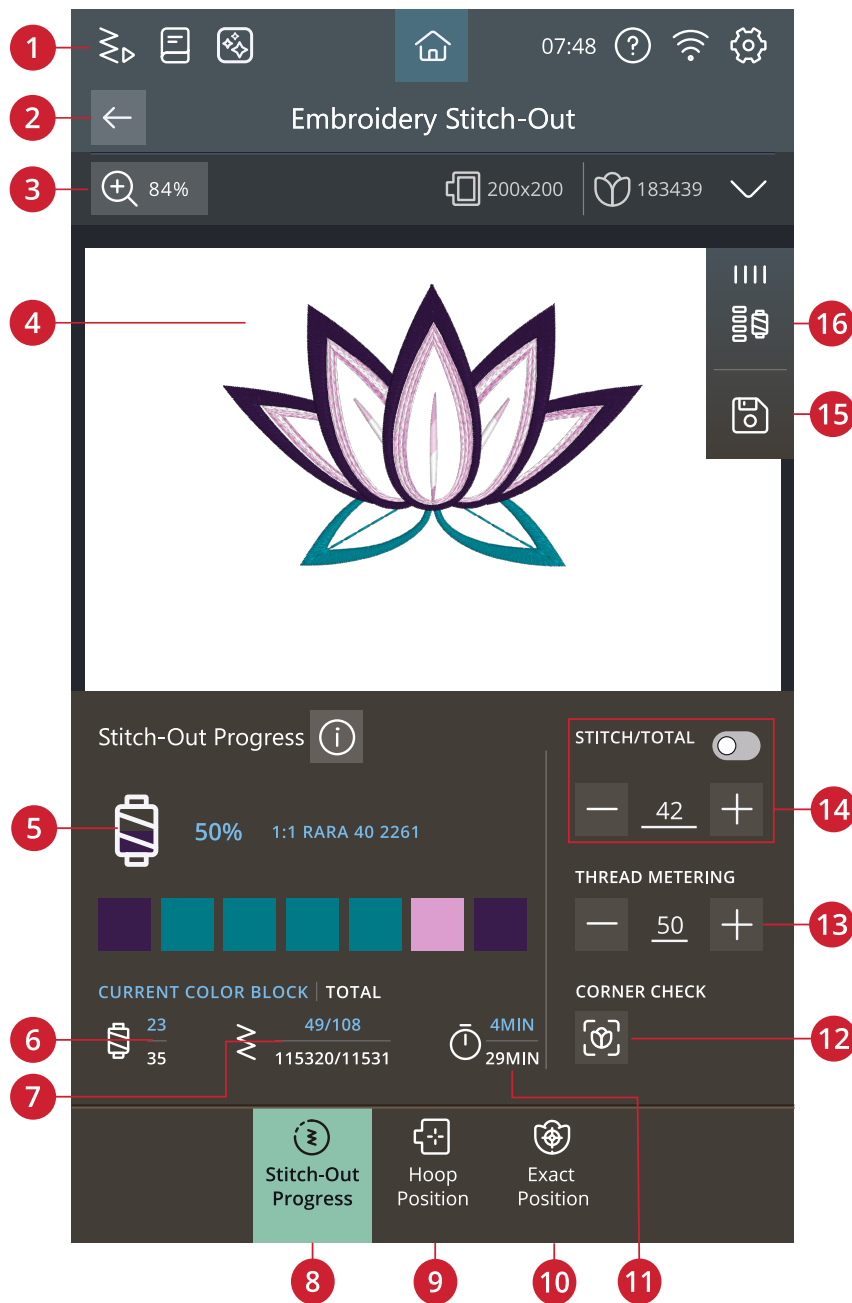 1
07:48
2
Embroidery Stitch-Out
3
84%
200x200
183439
4
16
15
Stitch-Out Progress
STITCH/TOTAL
5
50%
1:1 RARA 40 2261
42
14
THREAD METERING
50
13
CURRENT COLOR BLOCK | TOTAL
CORNER CHECK
6
23
49/108
4MIN
35
115320/11531
29MIN
12
7
Stitch-Out
Progress
Hoop
Position
Exact
Position
8
9
10
11